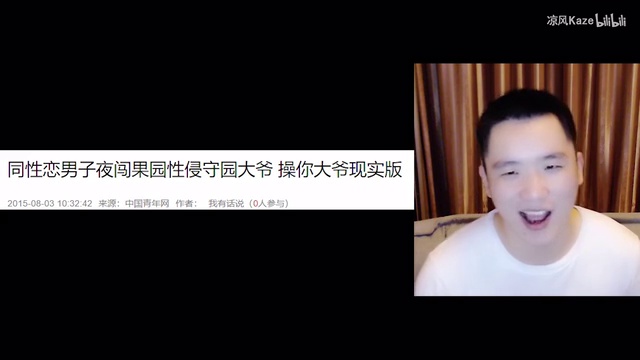 凉风Kaze bilibili
同性恋男子夜闯果园性侵守园大爷 操你大爷现实版
2015-08-03 10:32:42 来源：中国青年网 作者： 我有话说（0人参与）